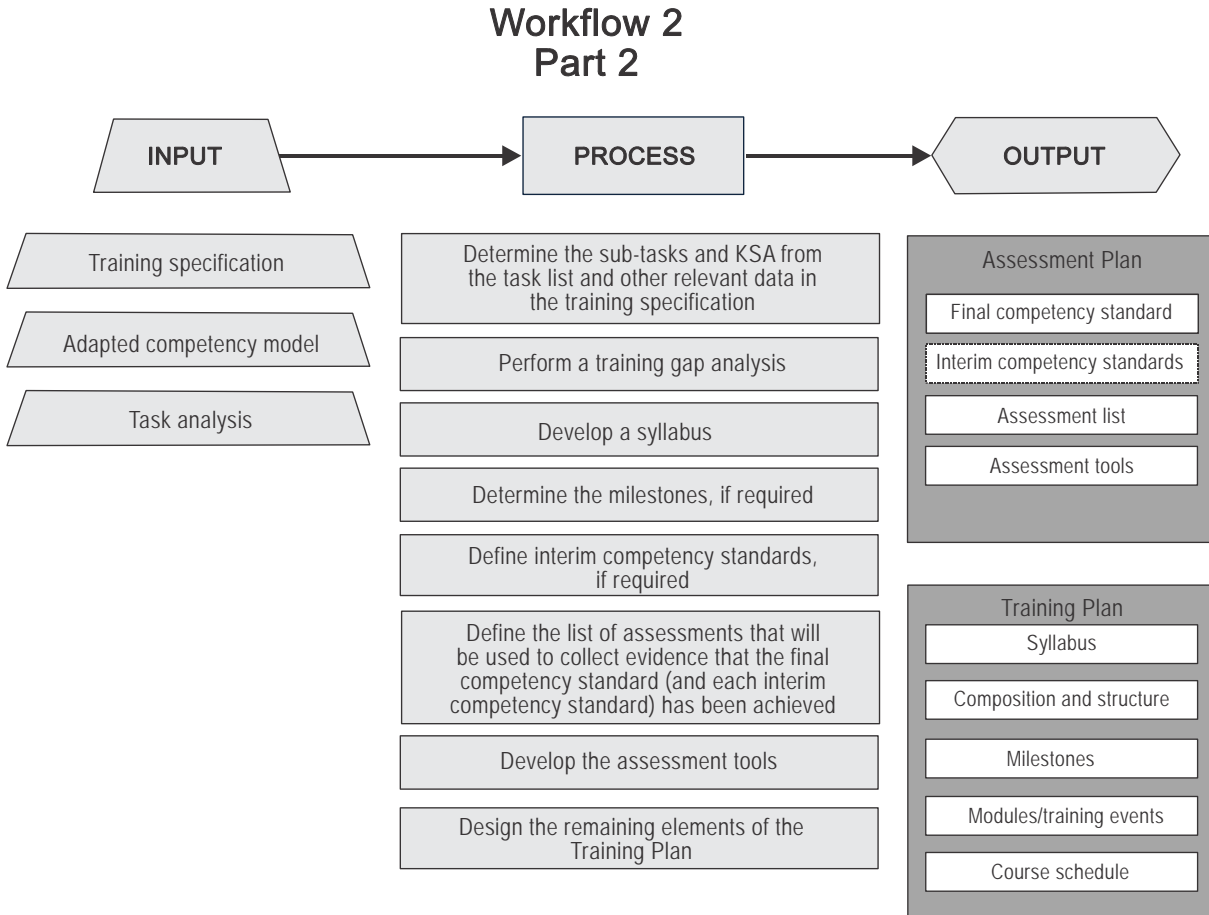 Workflow 2
Part 2
INPUT
PROCESS
OUTPUT
Training specification
Adapted competency model
Task analysis
Determine the sub-tasks and KSA from
the task list and other relevant data in
the training specification
Perform a training gap analysis
Develop a syllabus
Determine the milestones, if required
Define interim competency standards,
if required
Define the list of assessments that will
be used to collect evidence that the final
competency standard (and each interim
competency standard) has been achieved
Develop the assessment tools
Design the remaining elements of the
Training Plan
Assessment Plan
Final competency standard
Interim competency standards
Assessment list
Assessment tools
Training Plan
Syllabus
Composition and structure
Milestones
Modules/training events
Course schedule